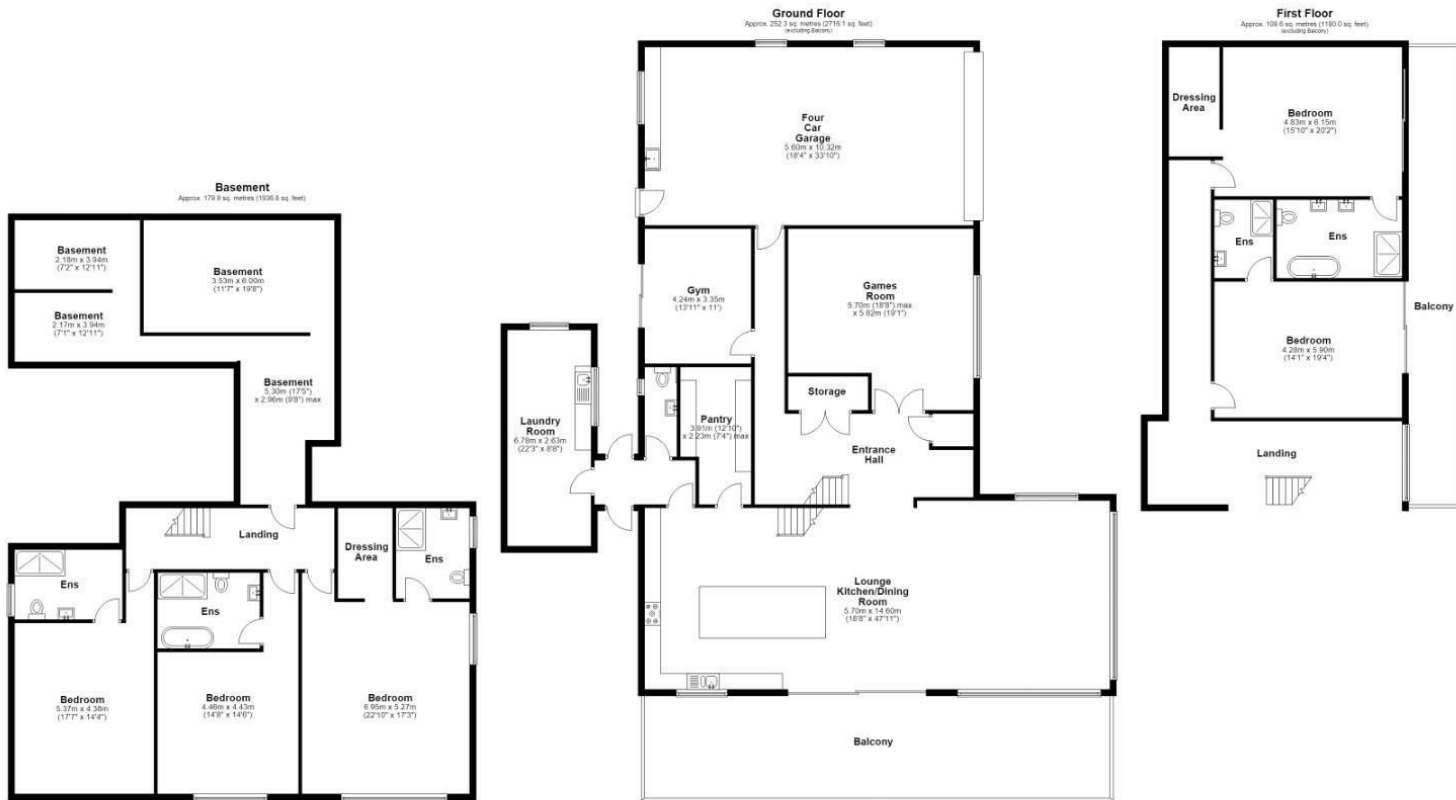 Basement
Approx. 179.9 sq. metres (1936.8 sq. feet)
Basement
2.18m x 3.94m
(7'2" x 12'11")
Basement
3.53m x 6.00m
(11'7" x 19'8")
Basement
2.17m x 3.94m
(7'1" x 12'11")
Basement
5.30m (17'5")
x 2.96m (9'8") max
Landing
Dressing
Area
Ens
Ens
Ens
Bedroom
5.37m x 4.38m
(17'7" x 14'4")
Bedroom
4.46m x 4.43m
(14'8" x 14'6")
Bedroom
6.95m x 5.27m
(22'10" x 17'3")
Ground Floor
Approx. 252.3 sq. metres (2716.1 sq. feet)
(excluding Balcony)
Four
Car
Garage
5.60m x 10.32m
(18'4" x 33'10")
Gym
4.24m x 3.35m
(13'11" x 11')
Games
Room
5.70m (18'8") max
x 5.82m (19'1")
Storage
Laundry
Room
6.78m x 2.63m
(22'3" x 8'8")
Pantry
3.91m (12'10")
x 2.23m (7'4") max
Entrance
Hall
Lounge
Kitchen/Dining
Room
5.70m x 14.60m
(18'8" x 47'11")
Balcony
First Floor
Approx. 109.6 sq. metres (1180.0 sq. feet)
(excluding Balcony)
Dressing
Area
Bedroom
4.83m x 6.15m
(15'10" x 20'2")
Ens
Ens
Balcony
Bedroom
4.28m x 5.90m
(14'1" x 19'4")
Landing